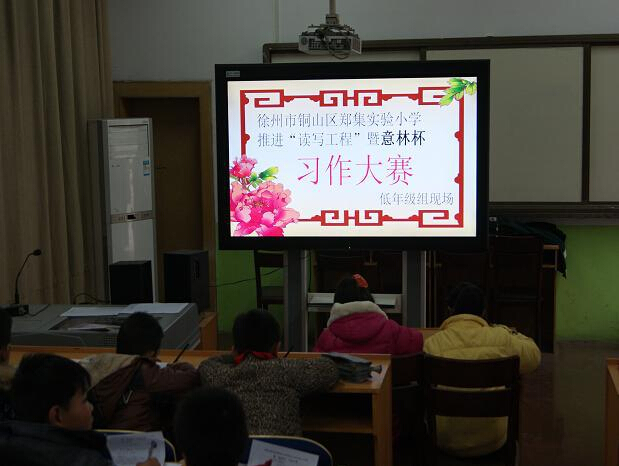 徐州市铜山区郑集实验小学
推进“读写工程”暨意林杯
习作大赛
低年级组现场